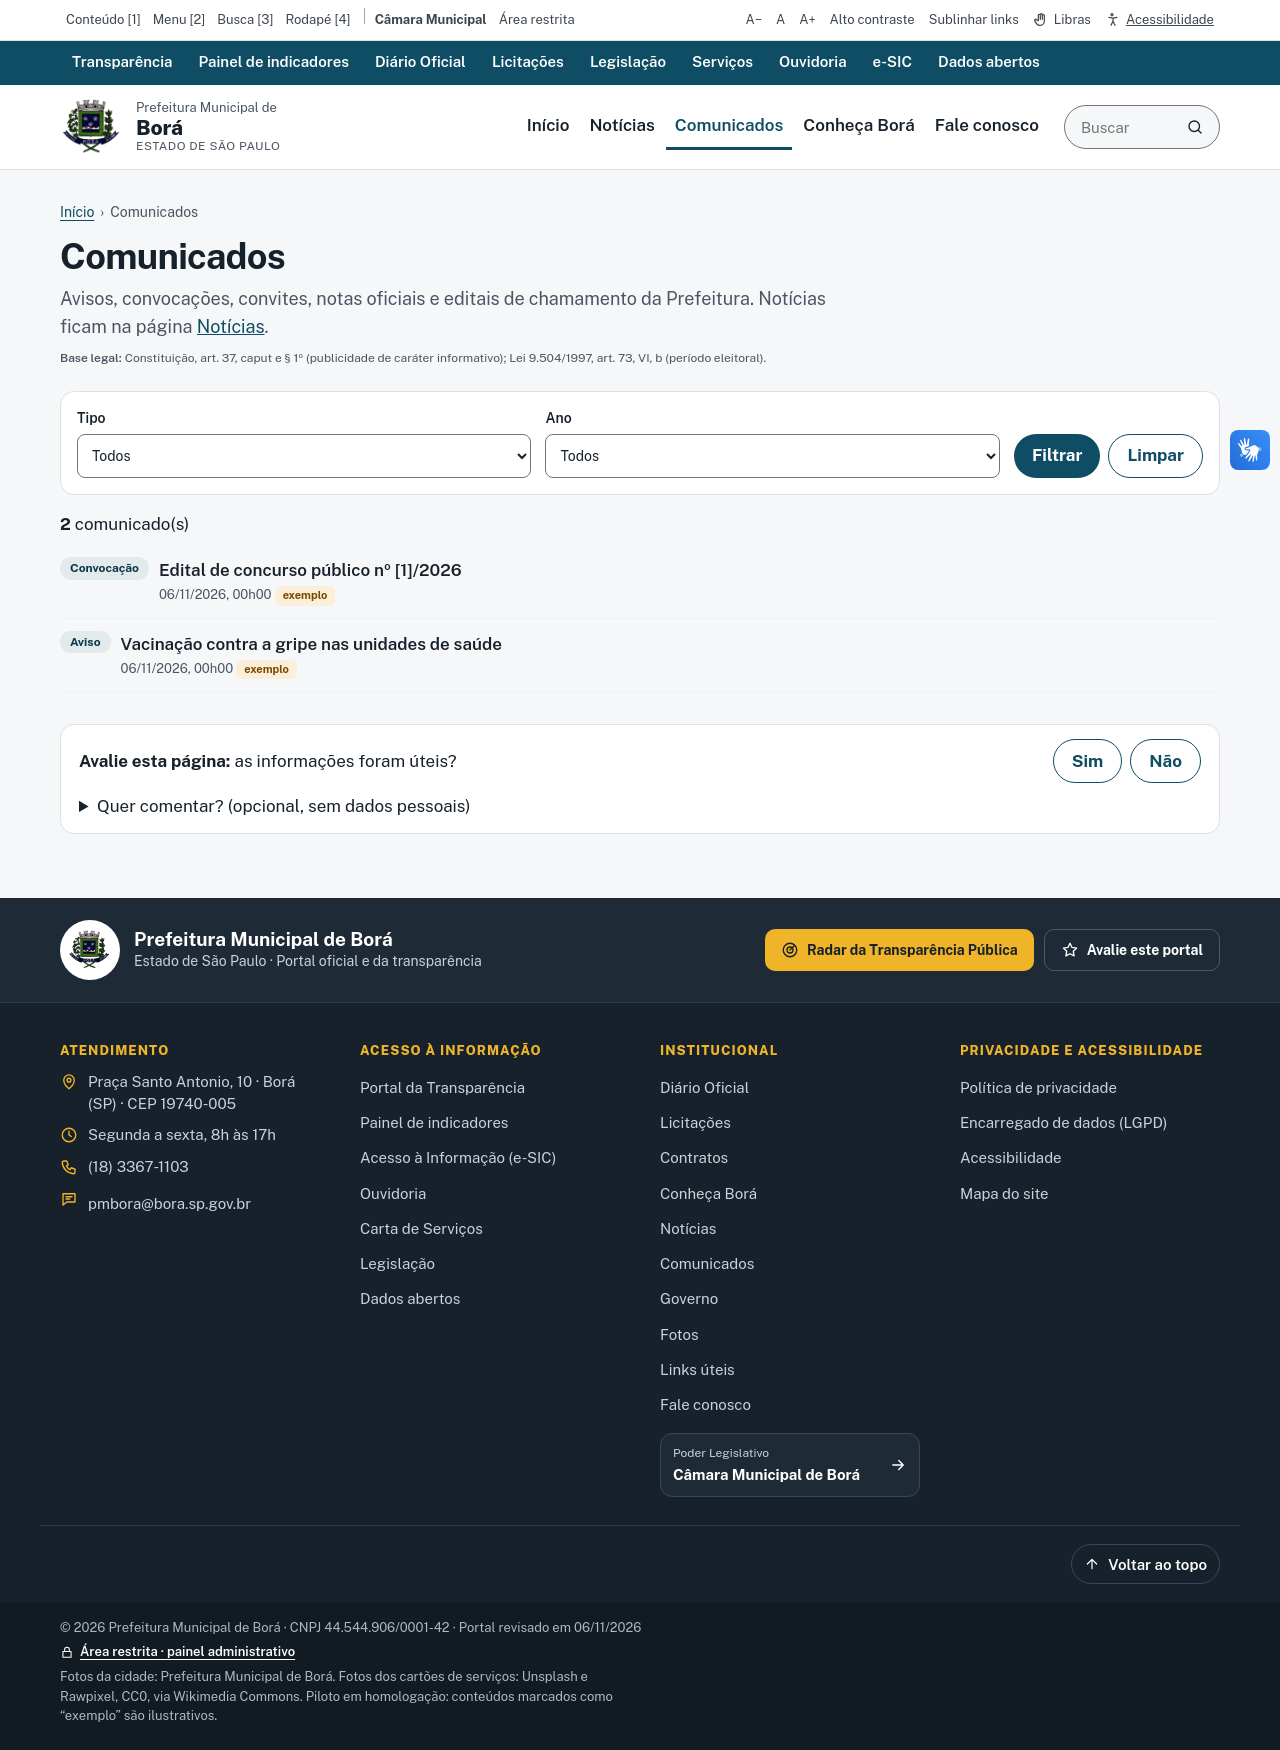 Conteúdo [1] Menu [2] Busca [3] Rodapé [4] Câmara Municipal Área restrita A− A A+ Alto contraste Sublinhar links Libras Acessibilidade
Transparência Painel de indicadores Diário Oficial Licitações Legislação Serviços Ouvidoria e-SIC Dados abertos
Prefeitura Municipal de
Borá
ESTADO DE SÃO PAULO
Início Notícias Comunicados Conheça Borá Fale conosco Buscar
Início › Comunicados
Comunicados
Avisos, convocações, convites, notas oficiais e editais de chamamento da Prefeitura. Notícias
ficam na página Notícias.
Base legal: Constituição, art. 37, caput e § 1º (publicidade de caráter informativo); Lei 9.504/1997, art. 73, VI, b (período eleitoral).
Tipo Ano
Todos Todos Filtrar Limpar
2 comunicado(s)
Convocação Edital de concurso público nº [1]/2026
06/11/2026, 00h00 exemplo
Aviso Vacinação contra a gripe nas unidades de saúde
06/11/2026, 00h00 exemplo
Avalie esta página: as informações foram úteis? Sim Não
Quer comentar? (opcional, sem dados pessoais)
Prefeitura Municipal de Borá
Estado de São Paulo · Portal oficial e da transparência
Radar da Transparência Pública Avalie este portal
ATENDIMENTO
Praça Santo Antonio, 10 · Borá
(SP) · CEP 19740-005
Segunda a sexta, 8h às 17h
(18) 3367-1103
pmbora@bora.sp.gov.br
ACESSO À INFORMAÇÃO
Portal da Transparência
Painel de indicadores
Acesso à Informação (e-SIC)
Ouvidoria
Carta de Serviços
Legislação
Dados abertos
INSTITUCIONAL
Diário Oficial
Licitações
Contratos
Conheça Borá
Notícias
Comunicados
Governo
Fotos
Links úteis
Fale conosco
Poder Legislativo
Câmara Municipal de Borá
PRIVACIDADE E ACESSIBILIDADE
Política de privacidade
Encarregado de dados (LGPD)
Acessibilidade
Mapa do site
Voltar ao topo
© 2026 Prefeitura Municipal de Borá · CNPJ 44.544.906/0001-42 · Portal revisado em 06/11/2026
Área restrita · painel administrativo
Fotos da cidade: Prefeitura Municipal de Borá. Fotos dos cartões de serviços: Unsplash e
Rawpixel, CC0, via Wikimedia Commons. Piloto em homologação: conteúdos marcados como
“exemplo” são ilustrativos.